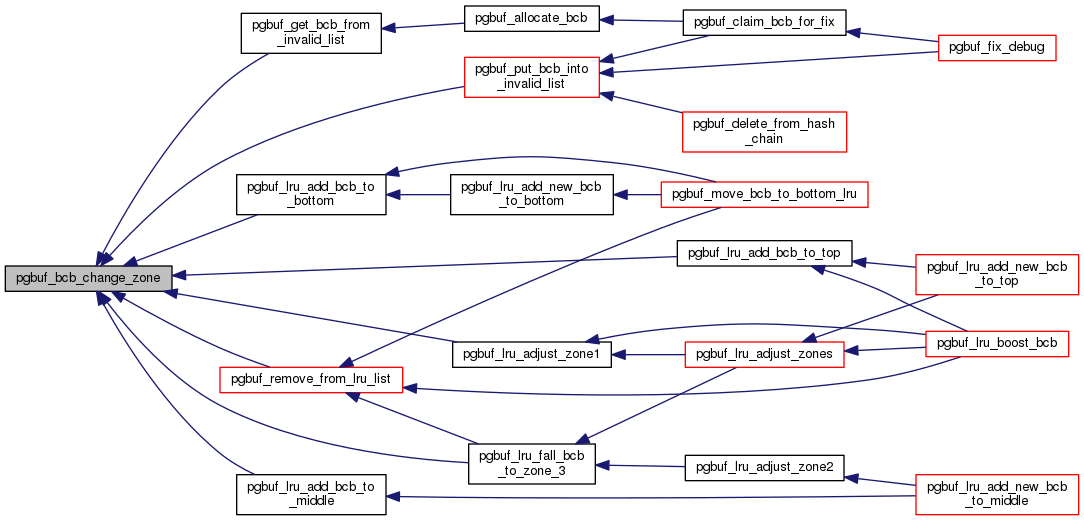 pgbuf_get_bcb_from
_invalid_list
pgbuf_allocate_bcb
pgbuf_claim_bcb_for_fix
pgbuf_fix_debug
pgbuf_put_bcb_into
_invalid_list
pgbuf_delete_from_hash
_chain
pgbuf_lru_add_bcb_to
_bottom
pgbuf_lru_add_new_bcb
_to_bottom
pgbuf_move_bcb_to_bottom_lru
pgbuf_bcb_change_zone
pgbuf_lru_add_bcb_to_top
pgbuf_lru_add_new_bcb
_to_top
pgbuf_lru_adjust_zone1
pgbuf_lru_adjust_zones
pgbuf_lru_boost_bcb
pgbuf_remove_from_lru_list
pgbuf_lru_fall_bcb
_to_zone_3
pgbuf_lru_adjust_zone2
pgbuf_lru_add_bcb_to
_middle
pgbuf_lru_add_new_bcb
_to_middle